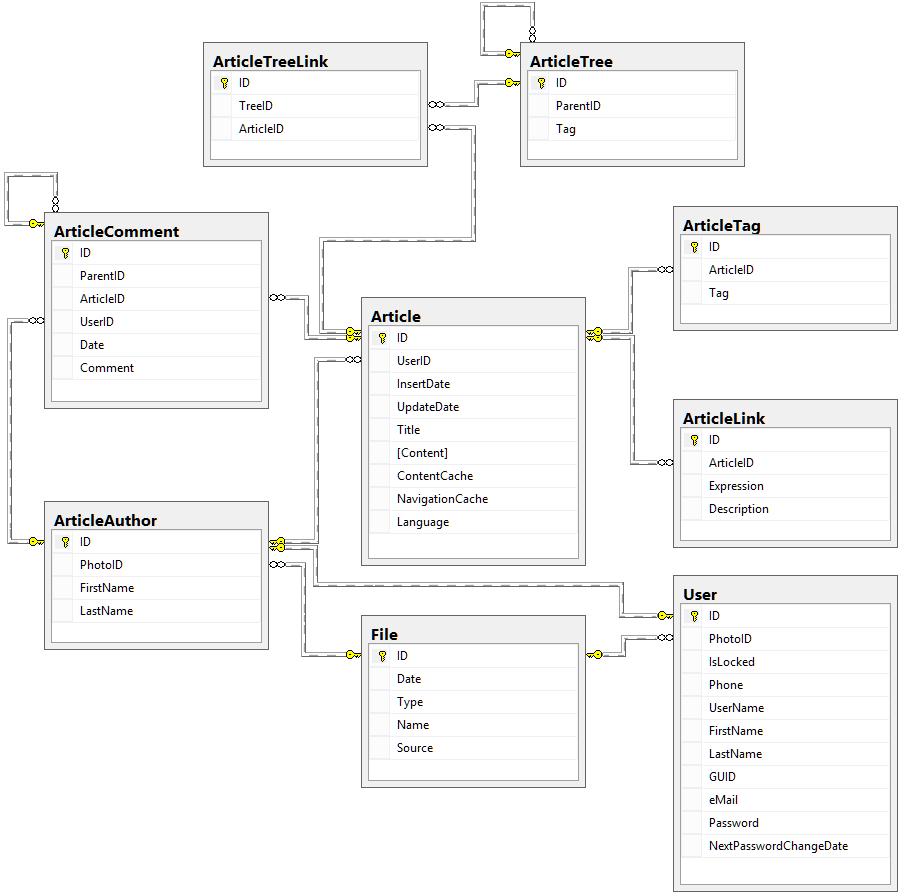 ArticleTreeLink
ID
TreeID
ArticleID
ArticleTree
ID
ParentID
Tag
ArticleComment
ID
ParentID
ArticleID
UserID
Date
Comment
Article
ID
UserID
InsertDate
UpdateDate
Title
[Content]
ContentCache
NavigationCache
Language
ArticleTag
ID
ArticleID
Tag
ArticleLink
ID
ArticleID
Expression
Description
ArticleAuthor
ID
PhotoID
FirstName
LastName
File
ID
Date
Type
Name
Source
User
ID
PhotoID
IsLocked
Phone
UserName
FirstName
LastName
GUID
eMail
Password
NextPasswordChangeDate